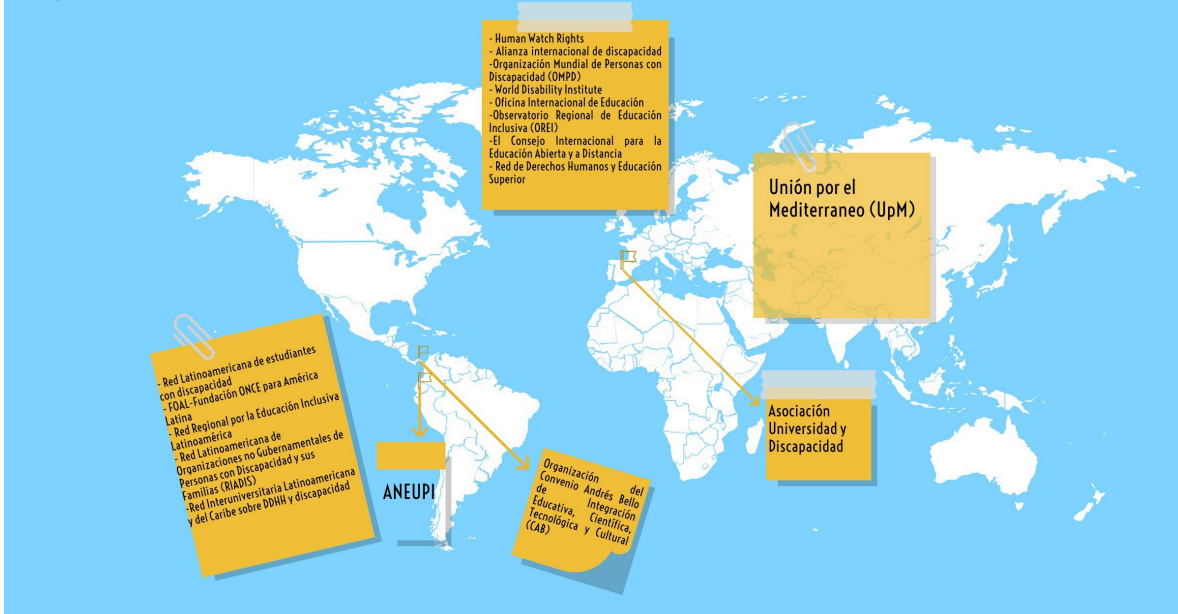 - Human Watch Rights
- Alianza internacional de discapacidad
-Organización Mundial de Personas con
Discapacidad (OMPD)
- World Disability Institute
- Oficina Internacional de Educación
-Observatorio Regional de Educación
Inclusiva (OREI)
-El Consejo Internacional para la
Educación Abierta y a Distancia
- Red de Derechos Humanos y Educación
Superior
Unión por el
Mediterraneo (UpM)
- Red Latinoamericana de estudiantes
con discapacidad
- FOAL-Fundación ONCE para América
Latina
- Red Regional por la Educación Inclusiva
Latinoamérica
- Red Latinoamericana de
Organizaciones no Gubernamentales de
Personas con Discapacidad y sus
Familias (RIADIS)
-Red Interuniversitaria Latinoamericana
y del Caribe sobre DDHH y discapacidad
ANEUPI
Organización del
Convenio Andrés Bello
de Integración
Educativa, Científica,
Tecnológica y Cultural
(CAB)
Asociación
Universidad y
Discapacidad